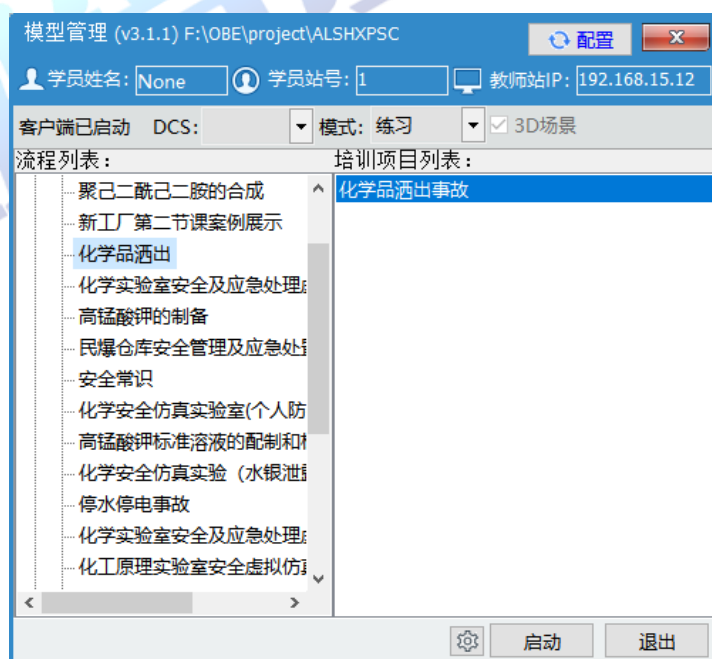 模型管理 (v3.1.1) F:\OBE\project\ALSHXPSC 配置
学员姓名: None 学员站号: 1 教师站IP: 192.168.15.12
客户端已启动 DCS: 模式: 练习 3D场景
流程列表: 培训项目列表:
聚己二酰己二胺的合成 化学品洒出事故
新工厂第二节课案例展示
化学品洒出
化学实验室安全及应急处理
高锰酸钾的制备
民爆仓库安全管理及应急处
安全常识
化学安全仿真实验室(个人防
高锰酸钾标准溶液的配制和
化学安全仿真实验（水银泄
停水停电事故
化学实验室安全及应急处理
化工原理实验室安全虚拟仿
启动 退出